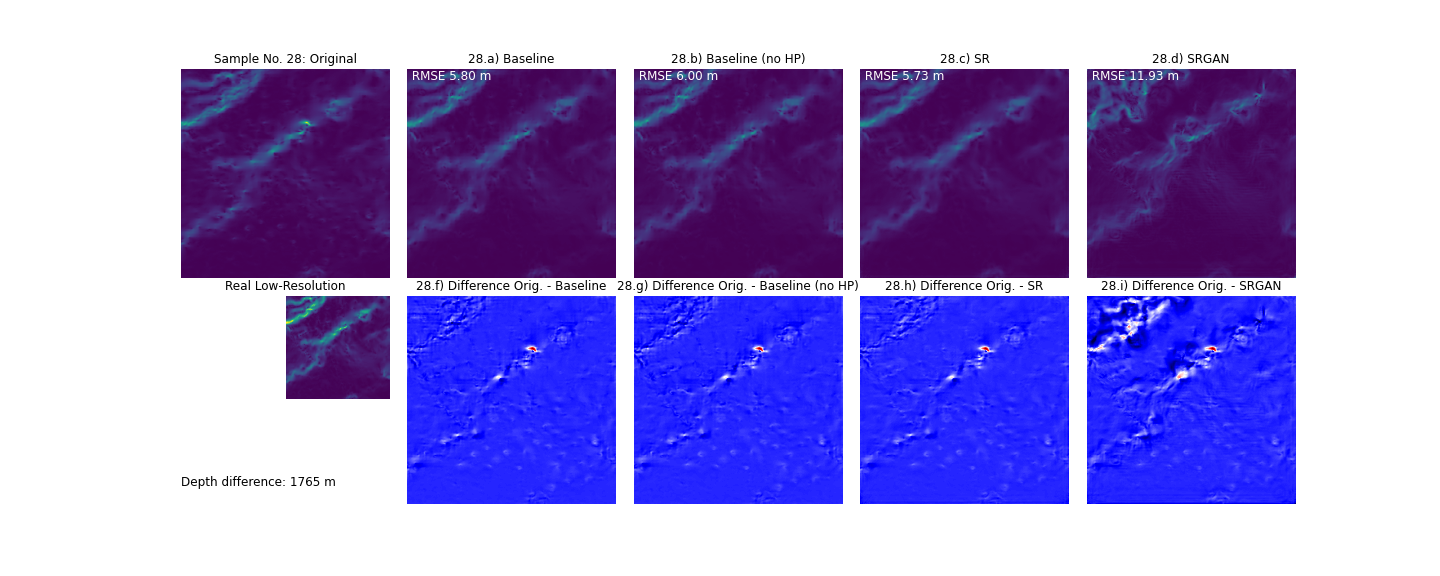 Sample No. 28: Original
28.a) Baseline
28.b) Baseline (no HP)
28.c) SR
28.d) SRGAN
RMSE 5.80 m
RMSE 6.00 m
RMSE 5.73 m
RMSE 11.93 m
Real Low-Resolution
28.f) Difference Orig. - Baseline
28.g) Difference Orig. - Baseline (no HP)
28.h) Difference Orig. - SR
28.i) Difference Orig. - SRGAN
Depth difference: 1765 m